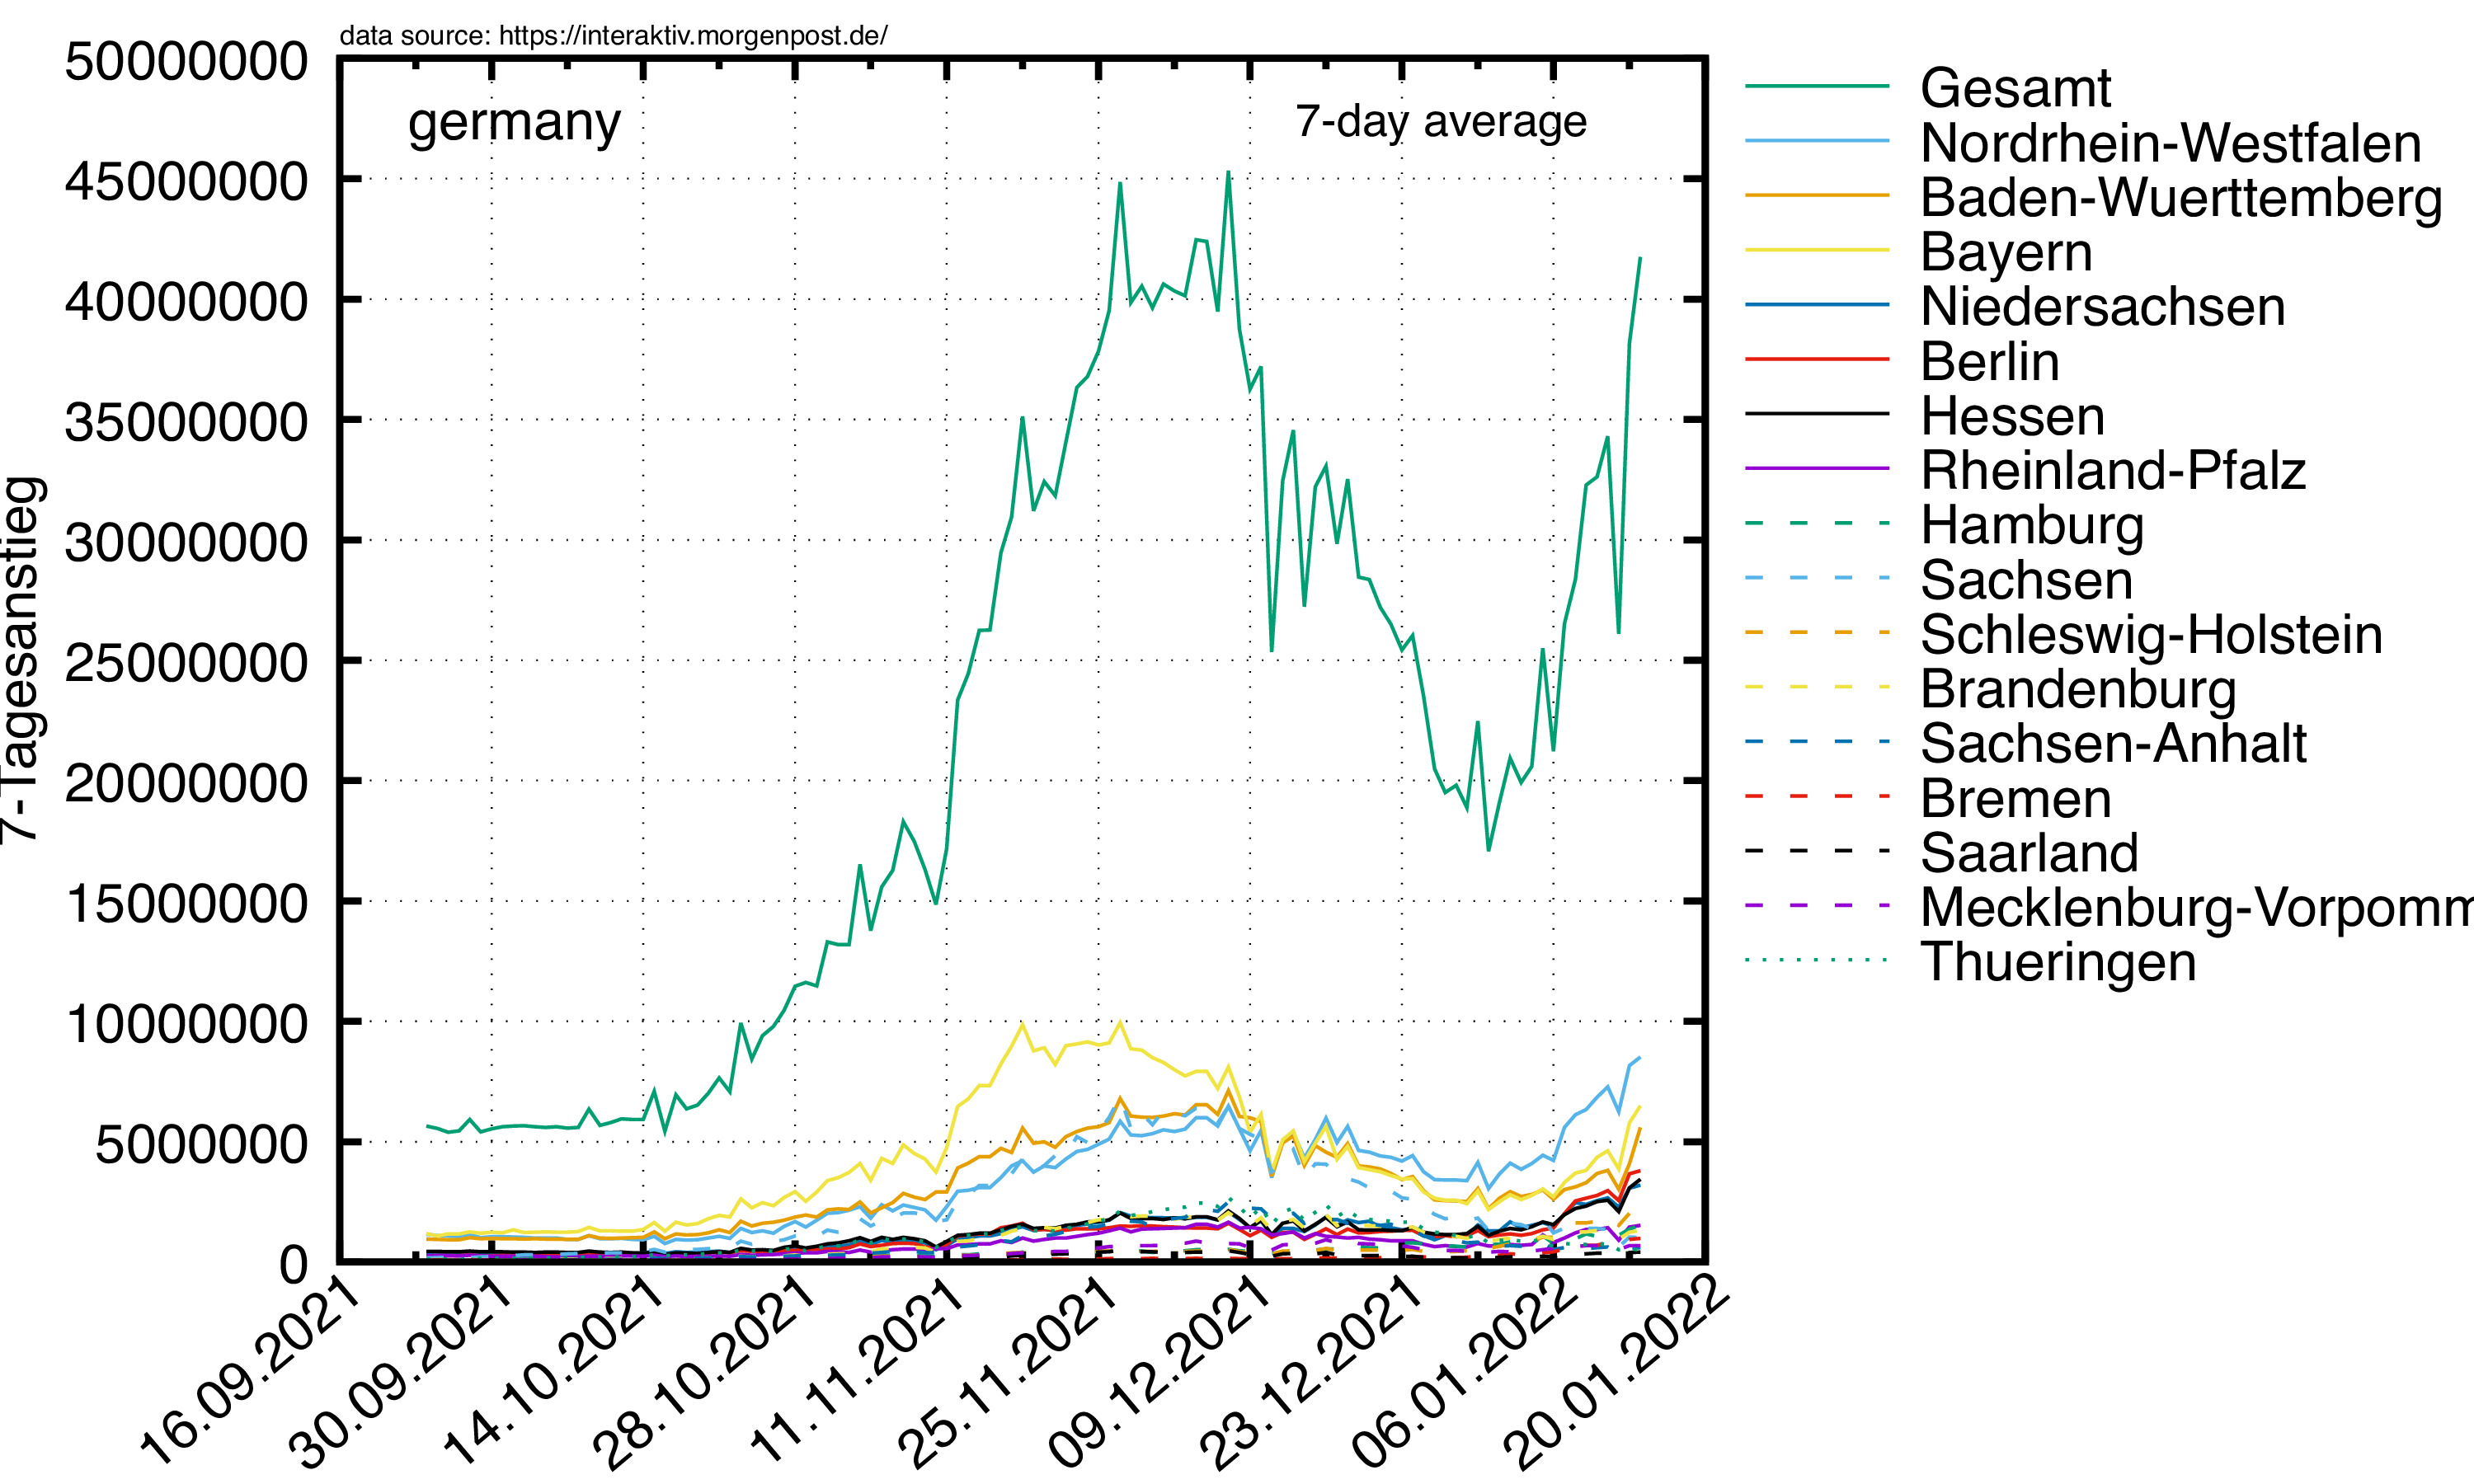 data source: https://interaktiv.morgenpost.de/
germany
7-day average
7-Tagesanstieg
50000000
45000000
40000000
35000000
30000000
25000000
20000000
15000000
10000000
5000000
0
16.09.2021
30.09.2021
14.10.2021
28.10.2021
11.11.2021
25.11.2021
09.12.2021
23.12.2021
06.01.2022
20.01.2022
Gesamt
Nordrhein-Westfalen
Baden-Wuerttemberg
Bayern
Niedersachsen
Berlin
Hessen
Rheinland-Pfalz
Hamburg
Sachsen
Schleswig-Holstein
Brandenburg
Sachsen-Anhalt
Bremen
Saarland
Mecklenburg-Vorpomm
Thueringen